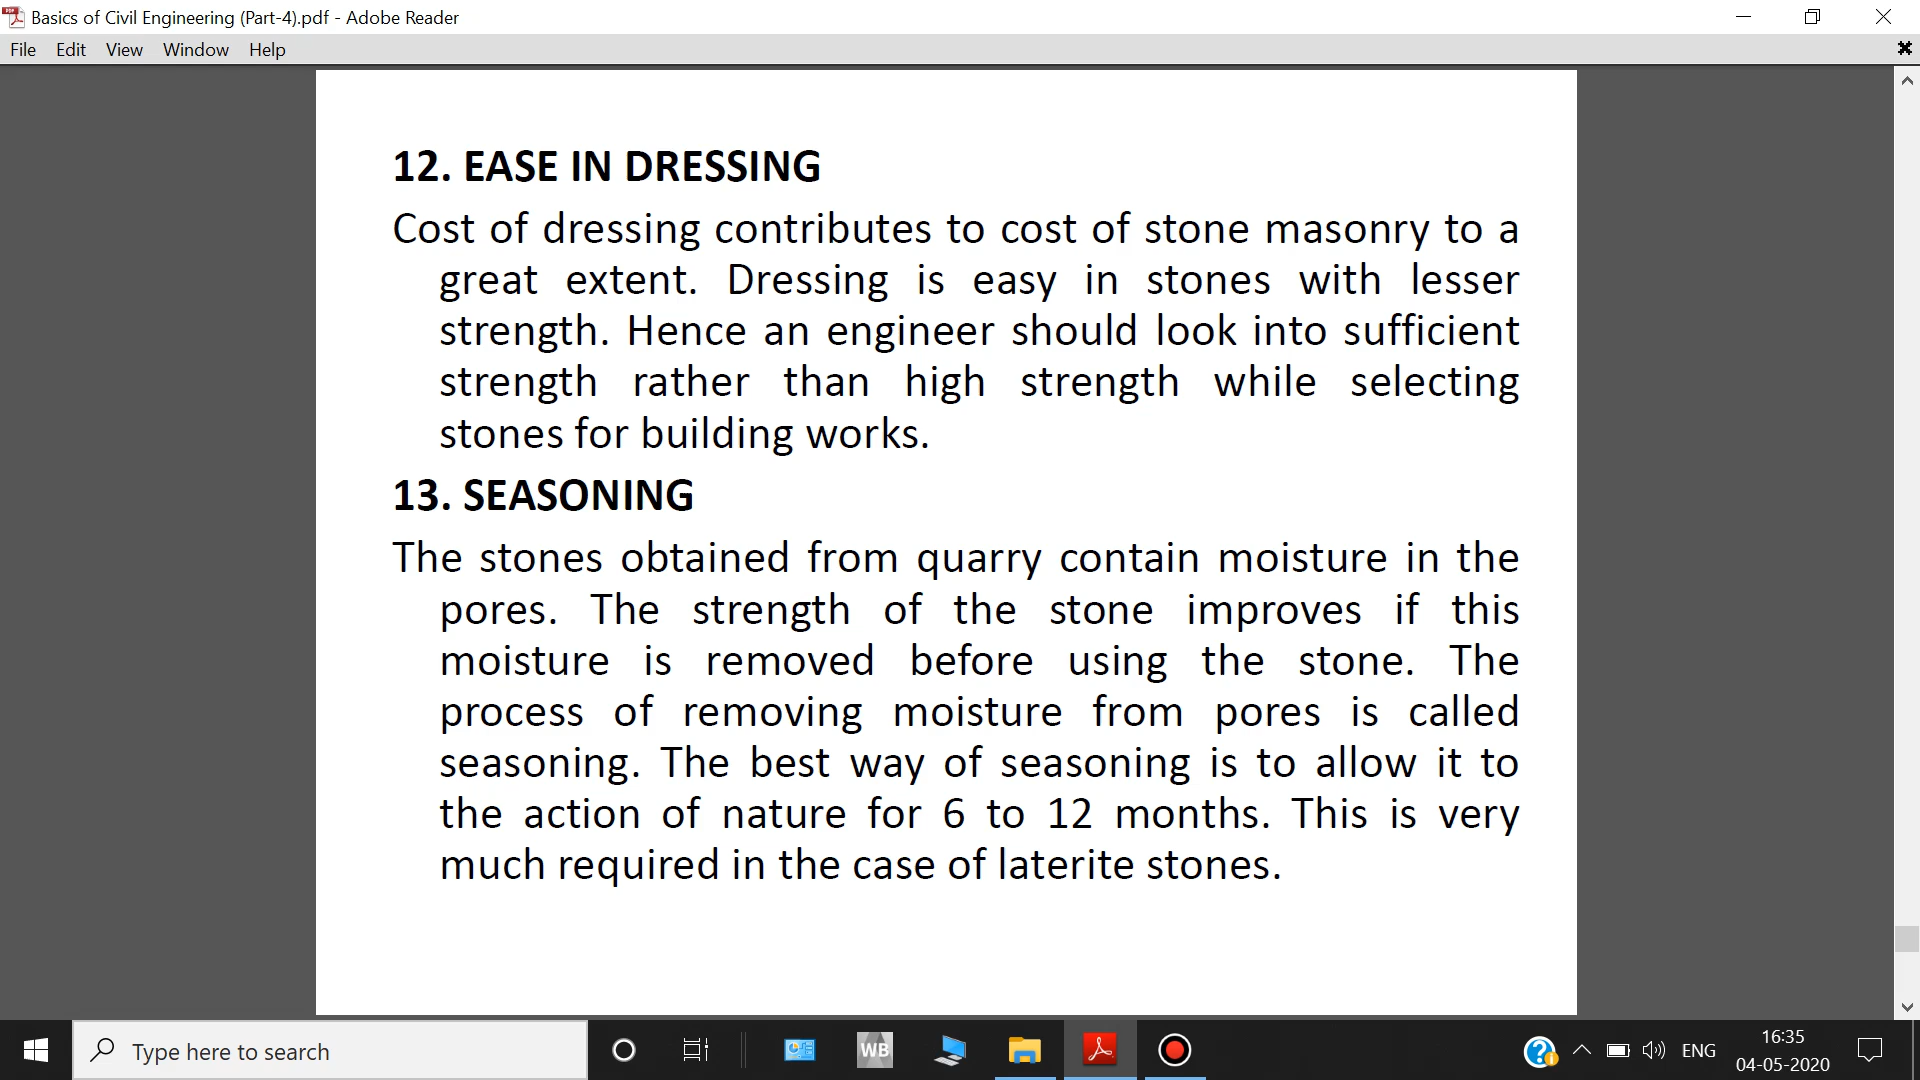 Basics of Civil Engineering (Part-4).pdf - Adobe Reader
File Edit View Window Help
12. EASE IN DRESSING
Cost of dressing contributes to cost of stone masonry to a
great extent. Dressing is easy in stones with lesser
strength. Hence an engineer should look into sufficient
strength rather than high strength while selecting
stones for building works.
13. SEASONING
The stones obtained from quarry contain moisture in the
pores. The strength of the stone improves if this
moisture is removed before using the stone. The
process of removing moisture from pores is called
seasoning. The best way of seasoning is to allow it to
the action of nature for 6 to 12 months. This is very
much required in the case of laterite stones.
Type here to search
WB
ENG
16:35
04-05-2020